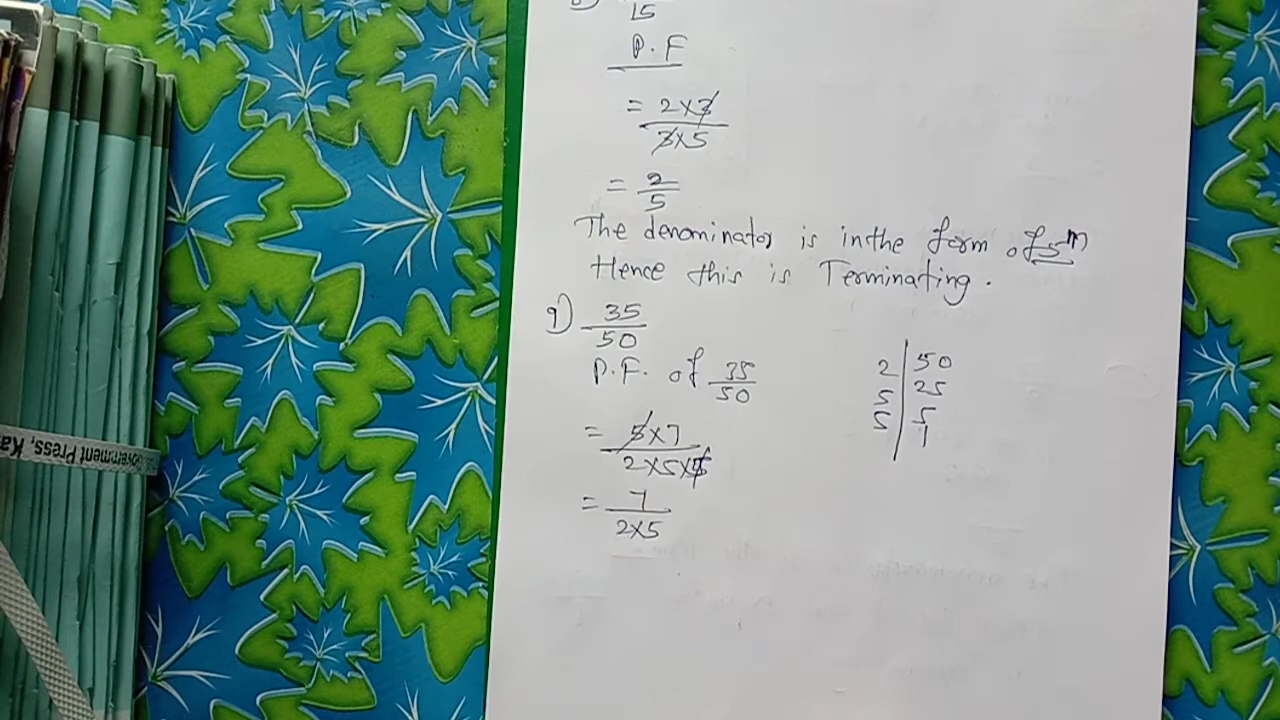 15
P.F
= 2×3
3×5
= 2
5
The denominator is in the form of 5ᵐ
Hence this is Terminating.
9) 35
50
P.F. of 35
50
= 5×7
2×5×5
= 7
2×5
2 | 50
5 | 25
5 | 5
1
Government Press, Ka